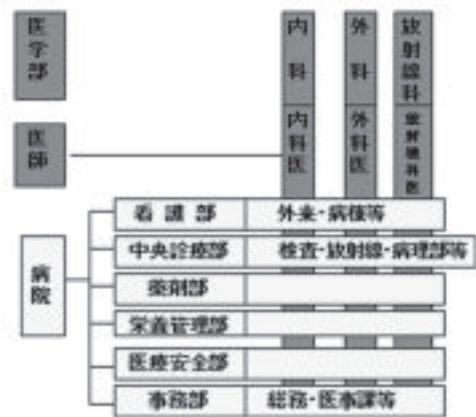 医学部
内科
外科
放射線科
医師
内科医
外科医
放射線科医
病院
看護部 外来・病棟等
中央診療部 検査・放射線・病理部等
薬剤部
栄養管理部
医療安全部
事務部 総務・医事課等